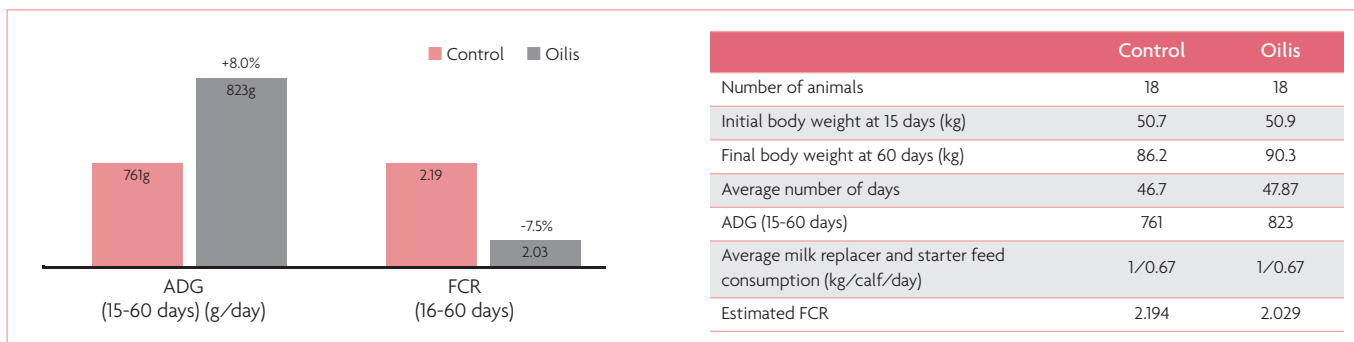 Control Oilis
+8.0%
823g
761g
2.19
-7.5%
2.03
ADG
(15-60 days) (g/day)
FCR
(16-60 days)
Control Oilis
Number of animals 18 18
Initial body weight at 15 days (kg) 50.7 50.9
Final body weight at 60 days (kg) 86.2 90.3
Average number of days 46.7 47.87
ADG (15-60 days) 761 823
Average milk replacer and starter feed
consumption (kg/calf/day) 1/0.67 1/0.67
Estimated FCR 2.194 2.029